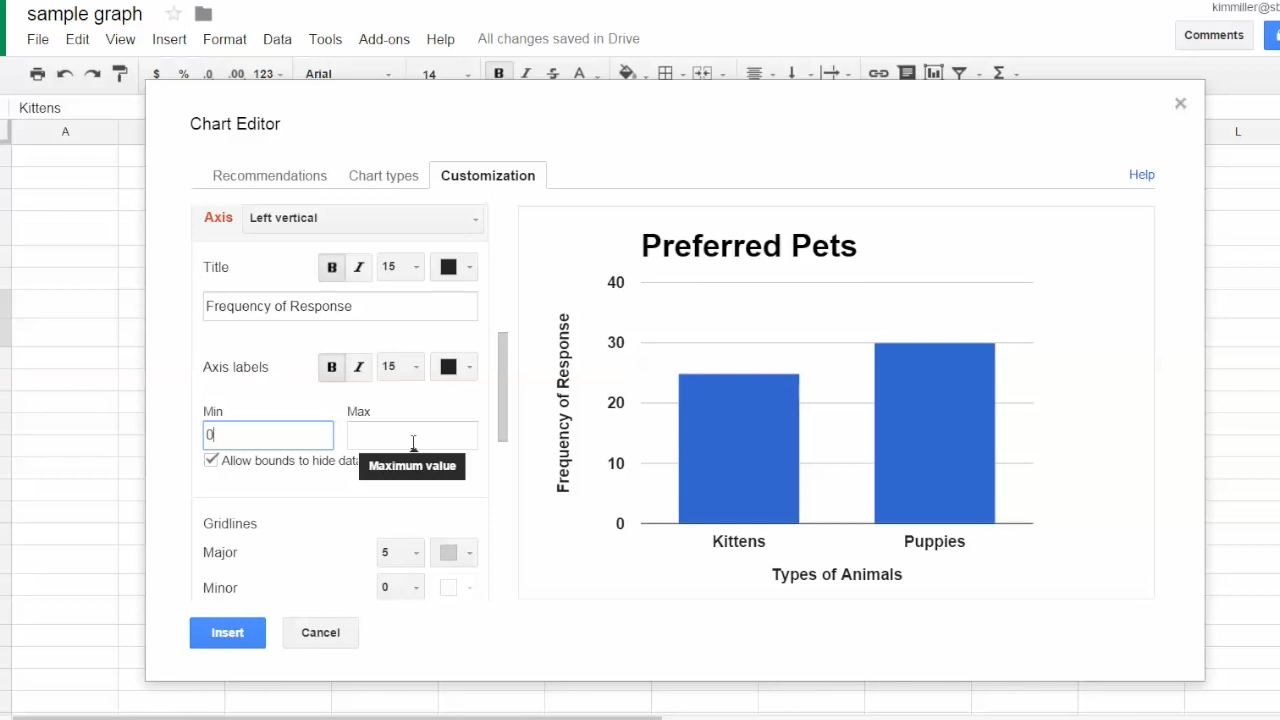 sample graph
kimmiller@sb
File Edit View Insert Format Data Tools Add-ons Help All changes saved in Drive
Comments
$ % .0 .00 123 Arial 14 B I S A Σ
Kittens
A L
Chart Editor
Recommendations Chart types Customization Help
Axis Left vertical
Title B I 15
Frequency of Response
Axis labels B I 15
Min Max
0
Allow bounds to hide data
Maximum value
Gridlines
Major 5
Minor 0
Insert Cancel
Preferred Pets
40
30
20
10
0
Frequency of Response
Kittens Puppies
Types of Animals